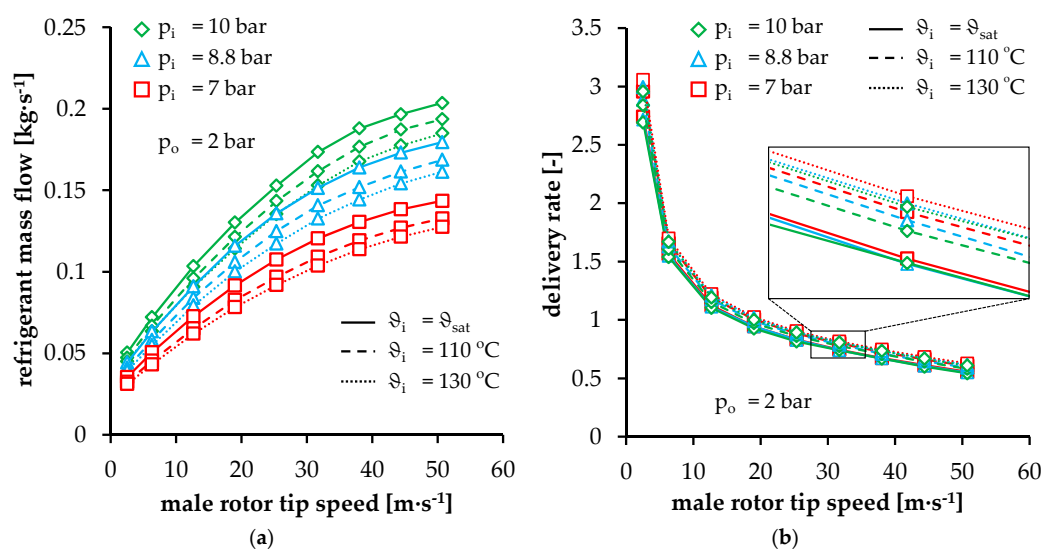 refrigerant mass flow [kg·s⁻¹]
0.25
0.2
0.15
0.1
0.05
0
pᵢ = 10 bar
pᵢ = 8.8 bar
pᵢ = 7 bar
pₒ = 2 bar
ϑᵢ = ϑsat
ϑᵢ = 110 °C
ϑᵢ = 130 °C
0 10 20 30 40 50 60
male rotor tip speed [m·s⁻¹]
(a)
delivery rate [-]
3.5
3
2.5
2
1.5
1
0.5
0
pᵢ = 10 bar
pᵢ = 8.8 bar
pᵢ = 7 bar
ϑᵢ = ϑsat
ϑᵢ = 110 °C
ϑᵢ = 130 °C
pₒ = 2 bar
0 10 20 30 40 50 60
male rotor tip speed [m·s⁻¹]
(b)